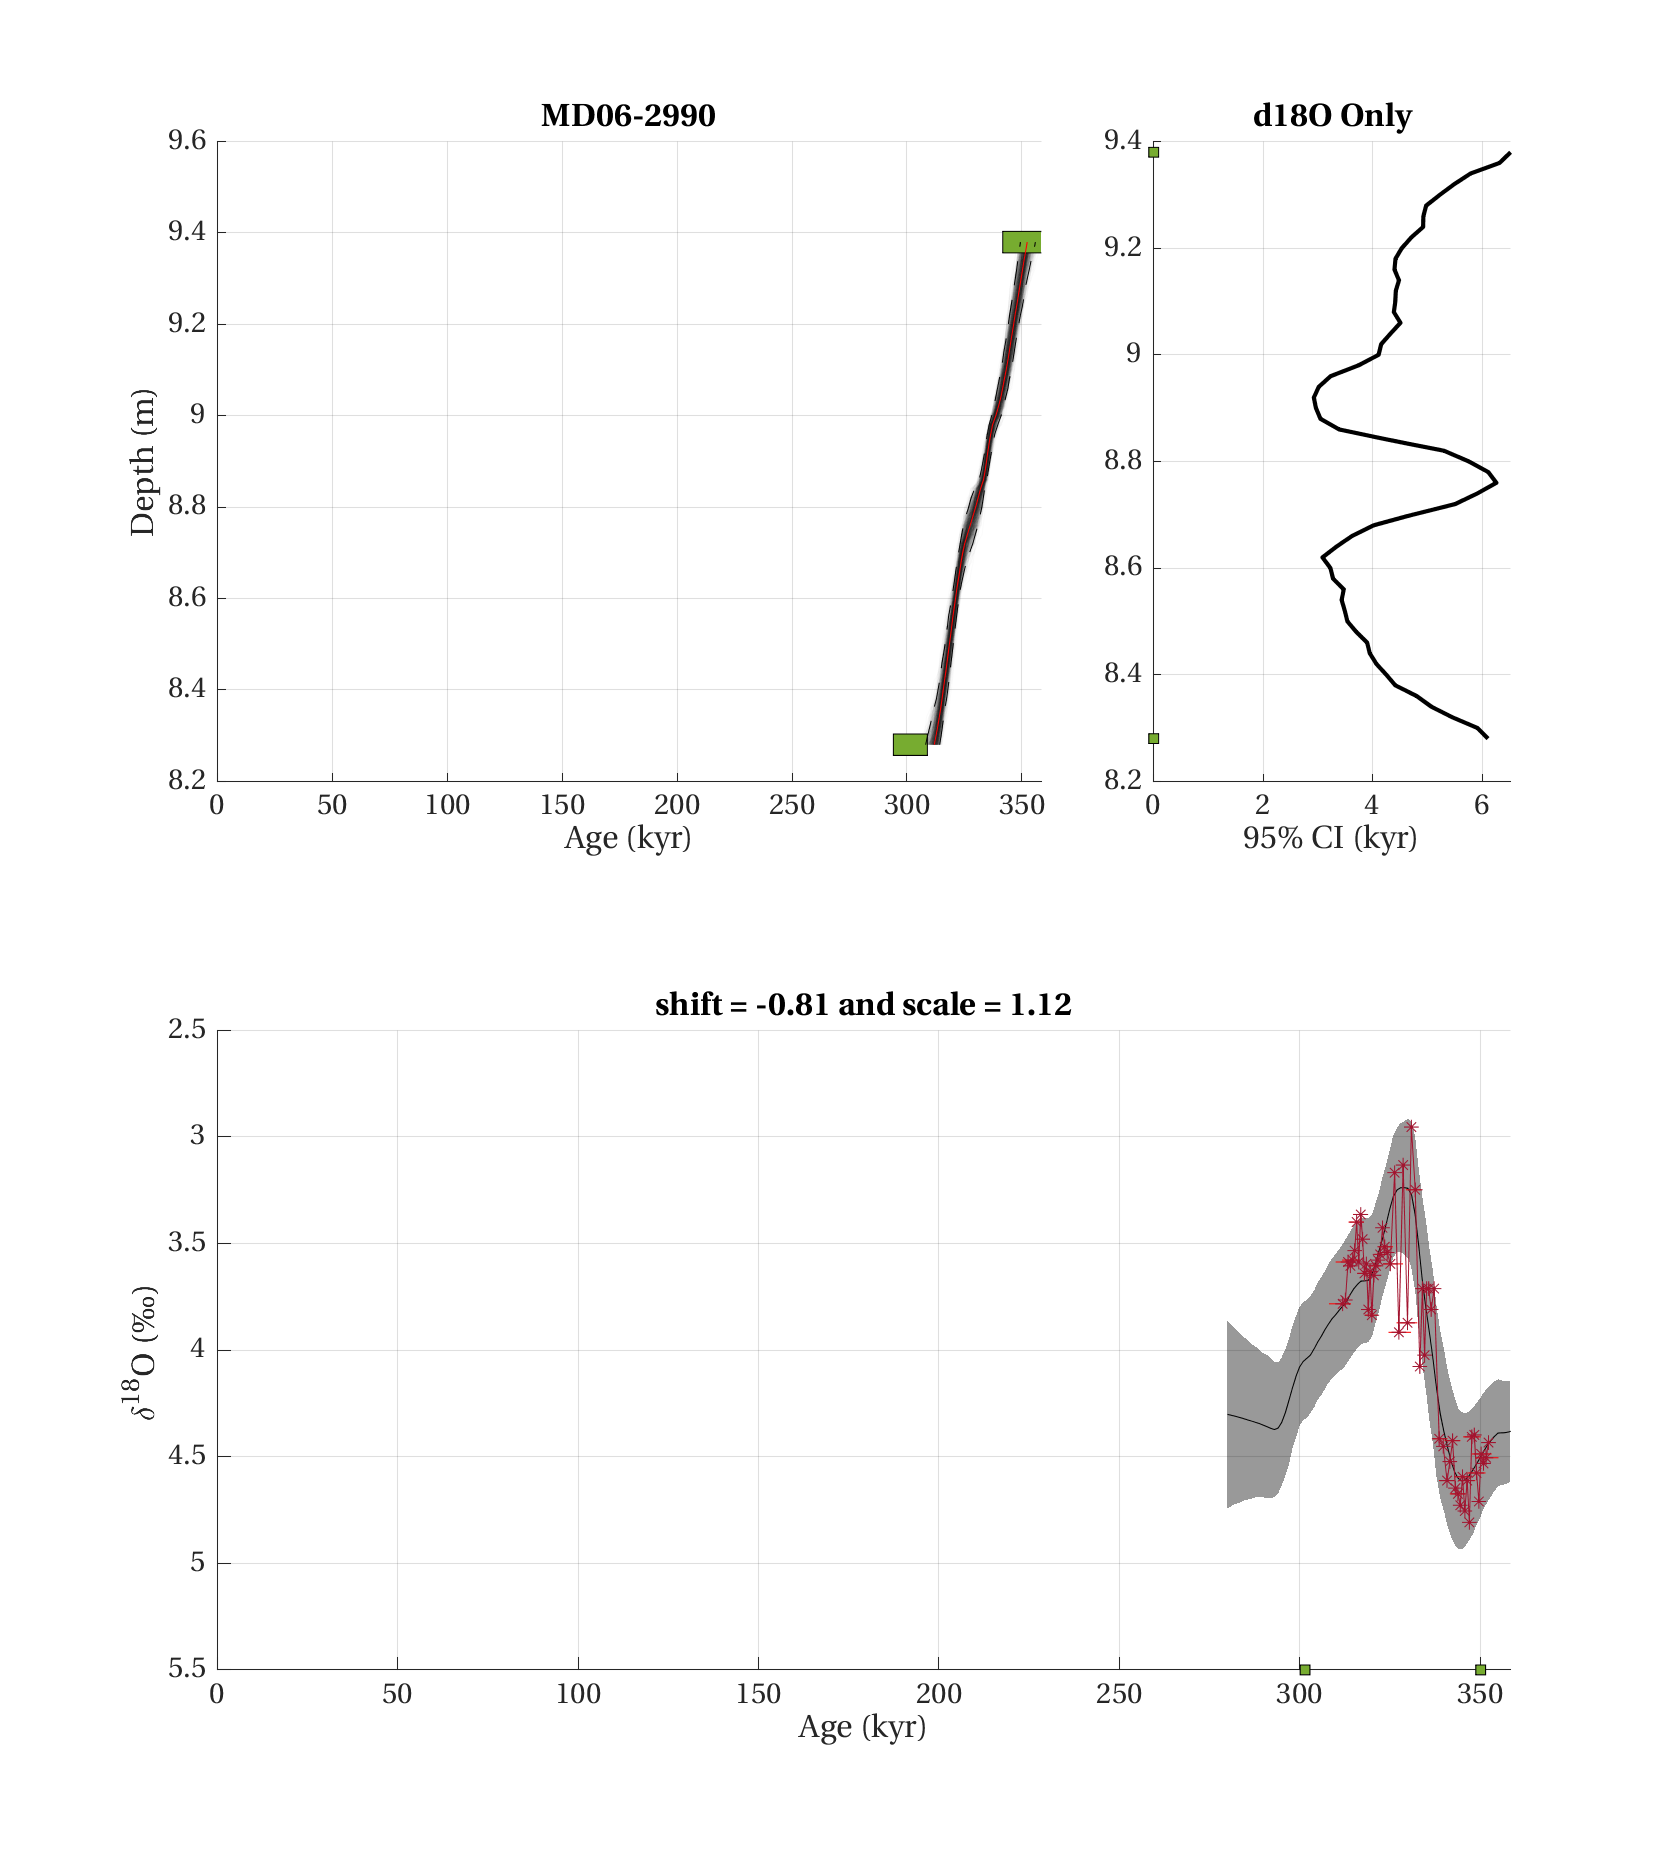 MD06-2990
9.6
9.4
9.2
9
8.8
8.6
8.4
8.2
Depth (m)
0 50 100 150 200 250 300 350
Age (kyr)
d18O Only
9.4
9.2
9
8.8
8.6
8.4
8.2
0 2 4 6
95% CI (kyr)
shift = -0.81 and scale = 1.12
2.5
3
3.5
4
4.5
5
5.5
δ¹⁸O (‰)
0 50 100 150 200 250 300 350
Age (kyr)